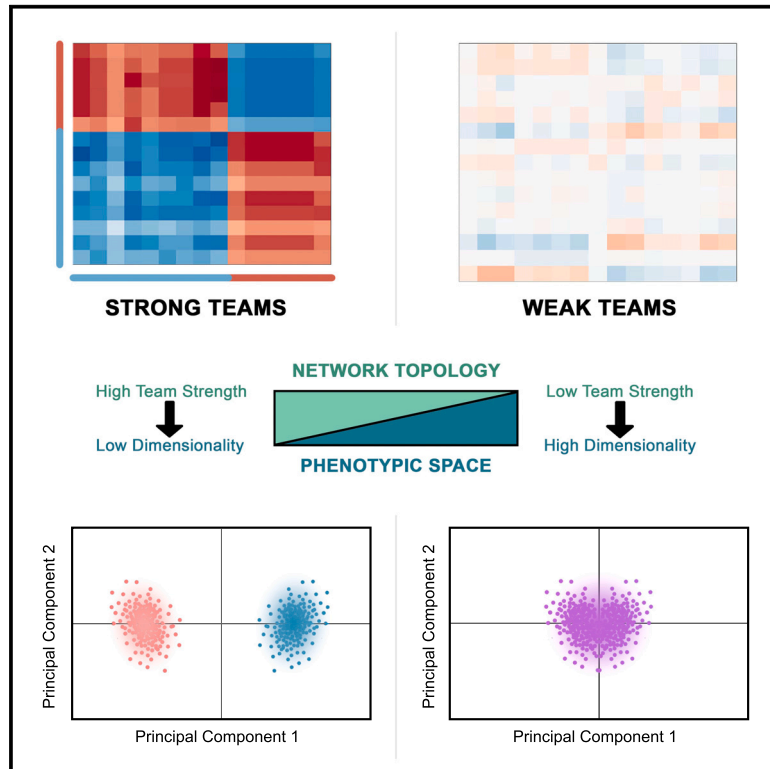 STRONG TEAMS
WEAK TEAMS
NETWORK TOPOLOGY
High Team Strength
Low Team Strength
Low Dimensionality
High Dimensionality
PHENOTYPIC SPACE
Principal Component 2
Principal Component 1
Principal Component 2
Principal Component 1